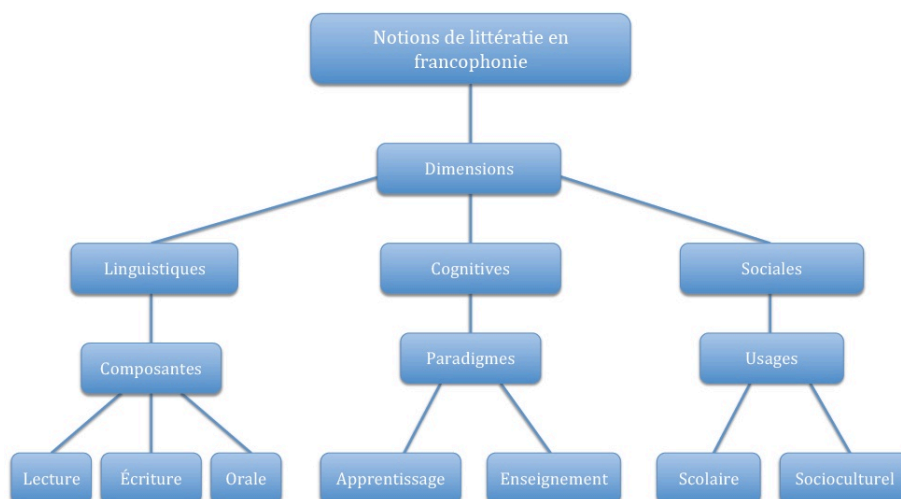 Notions de littératie en
francophonie
Dimensions
Linguistiques
Cognitives
Sociales
Composantes
Paradigmes
Usages
Lecture
Écriture
Orale
Apprentissage
Enseignement
Scolaire
Socioculturel